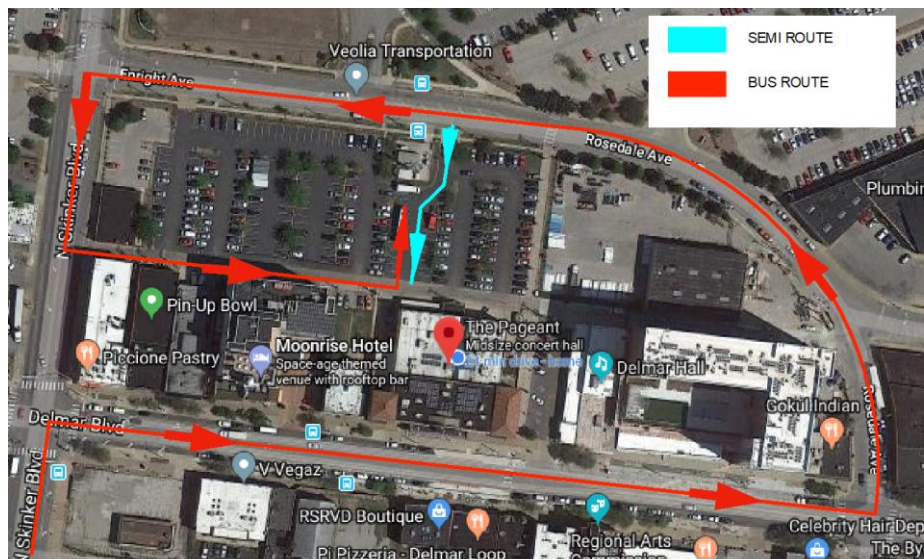 SEMI ROUTE
BUS ROUTE
Veolia Transportation
Enright Ave
Rosedale Ave
Plumbin
N Skinker Blvd
Pin-Up Bowl
Piccione Pastry
Moonrise Hotel
Space-age themed
venue with rooftop bar
The Pageant
Midsize concert hall
Delmar Hall
Gokul Indian
Rosedale Ave
Delmar Blvd
N Skinker Blvd
V Vegaz
RSRVD Boutique
Pi Pizzeria - Delmar Loop
Regional Arts
Commission
Celebrity Hair Dep
The B